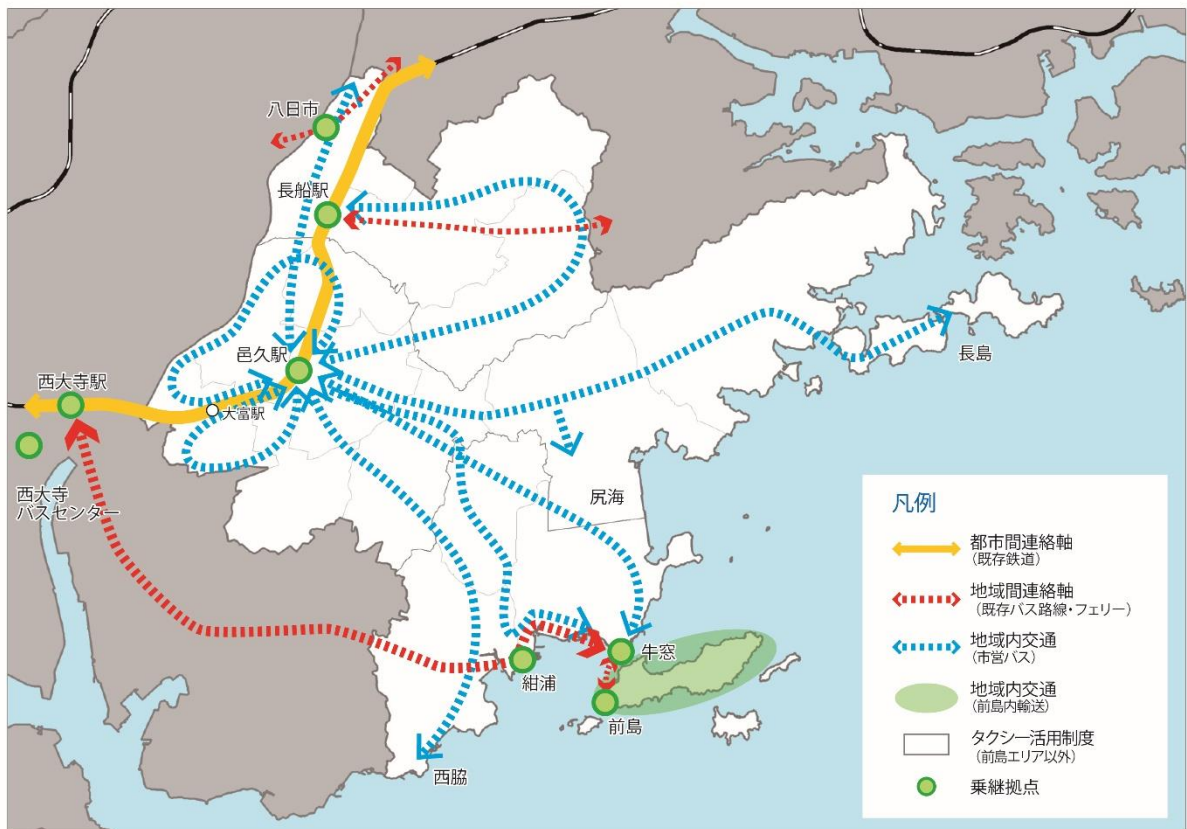 八日市
長船駅
邑久駅
西大寺駅
大富駅
西大寺
バスセンター
長島
尻海
牛窓
紺浦
前島
西脇
凡例
都市間連絡軸
（既存鉄道）
地域間連絡軸
（既存バス路線・フェリー）
地域内交通
（市営バス）
地域内交通
（前島内輸送）
タクシー活用制度
（前島エリア以外）
乗継拠点